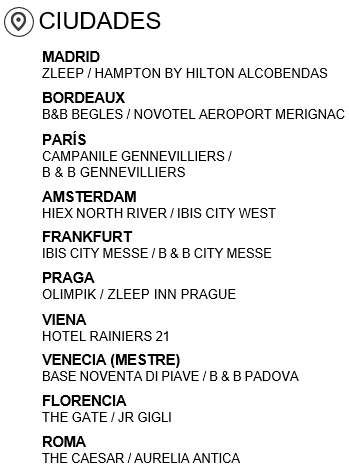 CIUDADES
MADRID
ZLEEP / HAMPTON BY HILTON ALCOBENDAS
BORDEAUX
B&B BEGLES / NOVOTEL AEROPORT MERIGNAC
PARÍS
CAMPANILE GENNEVILLIERS /
B & B GENNEVILLIERS
AMSTERDAM
HIEX NORTH RIVER / IBIS CITY WEST
FRANKFURT
IBIS CITY MESSE / B & B CITY MESSE
PRAGA
OLIMPIK / ZLEEP INN PRAGUE
VIENA
HOTEL RAINIERS 21
VENECIA (MESTRE)
BASE NOVENTA DI PIAVE / B & B PADOVA
FLORENCIA
THE GATE / JR GIGLI
ROMA
THE CAESAR / AURELIA ANTICA